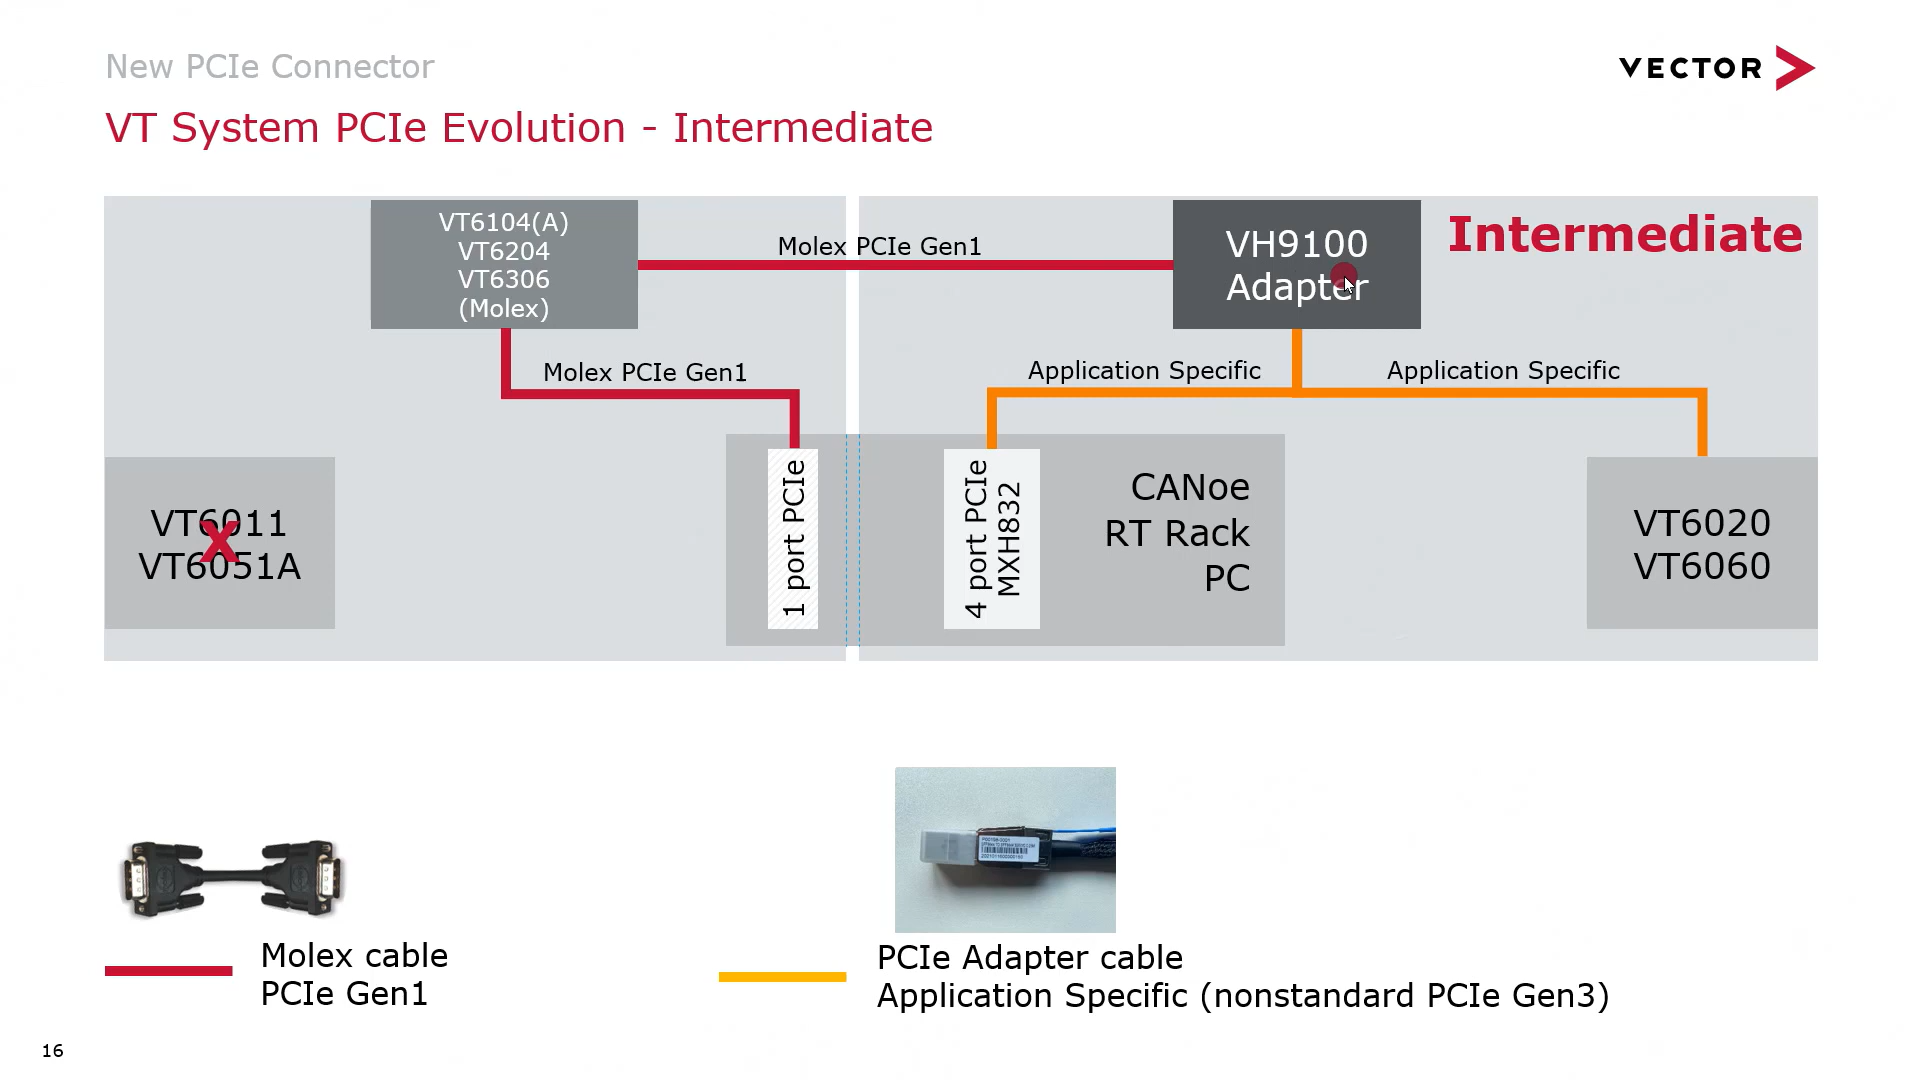 New PCIe Connector
VECTOR
VT System PCIe Evolution - Intermediate
VT6104(A)
VT6204
VT6306
(Molex)
Molex PCIe Gen1
VH9100
Adapter
Intermediate
Molex PCIe Gen1
Application Specific
Application Specific
VT6011
VT6051A
X
1 port PCIe
4 port PCIe
MXH832
CANoe
RT Rack
PC
VT6020
VT6060
Molex cable
PCIe Gen1
PCIe Adapter cable
Application Specific (nonstandard PCIe Gen3)
16